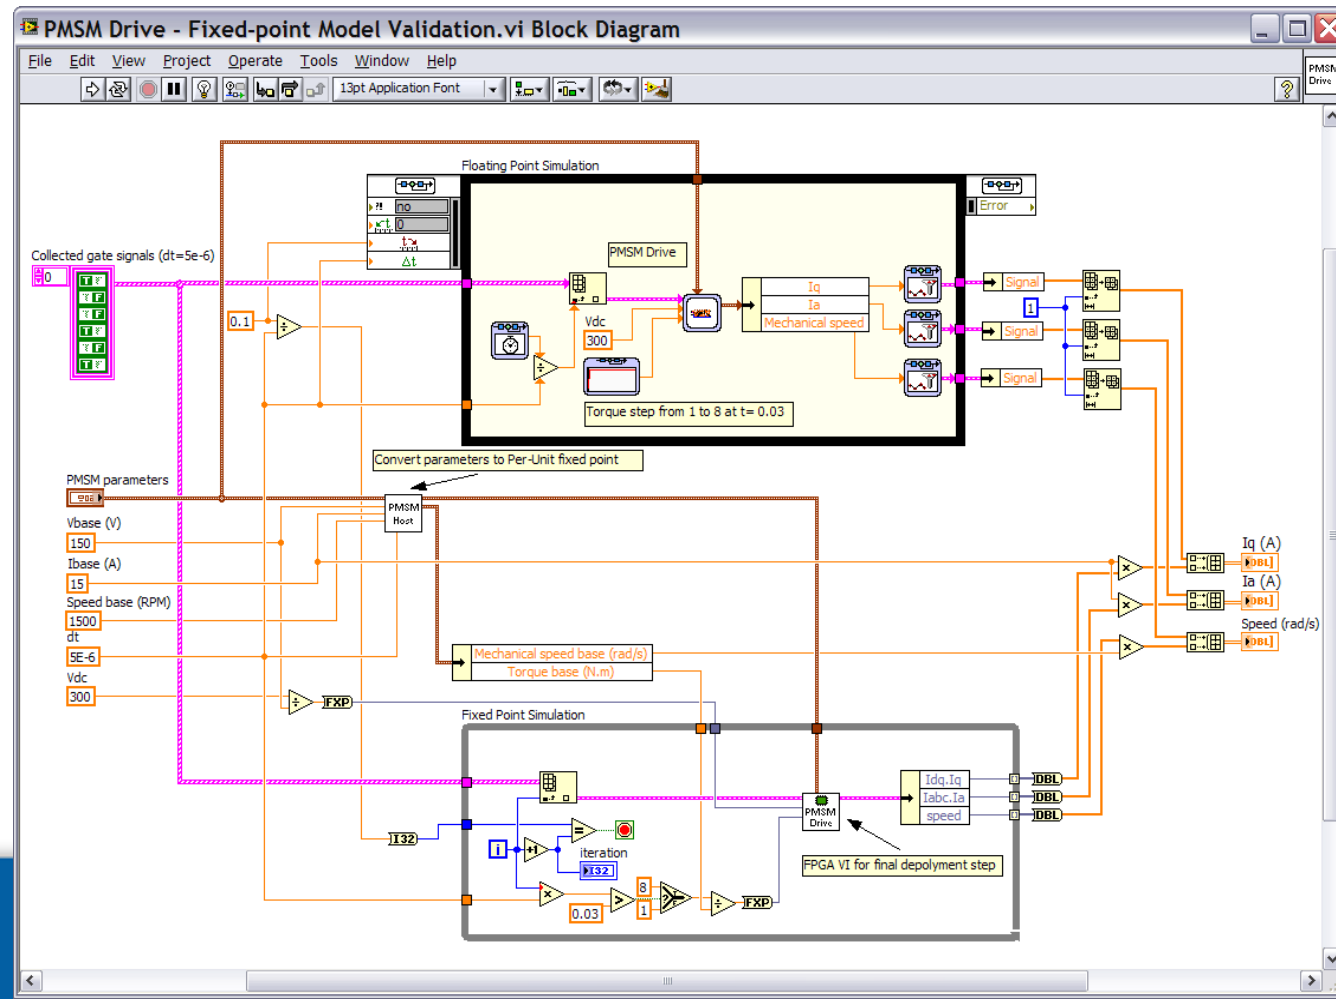 PMSM Drive - Fixed-point Model Validation.vi Block Diagram
File Edit View Project Operate Tools Window Help
13pt Application Font
PMSM
Drive
Floating Point Simulation
no
0
Error
Δt
Collected gate signals (dt=5e-6)
0
PMSM Drive
Iq
Ia
Mechanical speed
Signal
Signal
Signal
1
0.1
Vdc
300
Torque step from 1 to 8 at t= 0.03
Convert parameters to Per-Unit fixed point
PMSM parameters
PMSM
Host
Vbase (V)
150
Ibase (A)
15
Speed base (RPM)
1500
dt
5E-6
Vdc
300
Iq (A)
DBL
Ia (A)
DBL
Speed (rad/s)
DBL
Mechanical speed base (rad/s)
Torque base (N.m)
FXP
Fixed Point Simulation
Idq.Iq
Iabc.Ia
speed
DBL
DBL
DBL
PMSM
Drive
I32
i
+1
=
iteration
I32
FPGA VI for final depolyment step
x
0.03
>
8
1
FXP